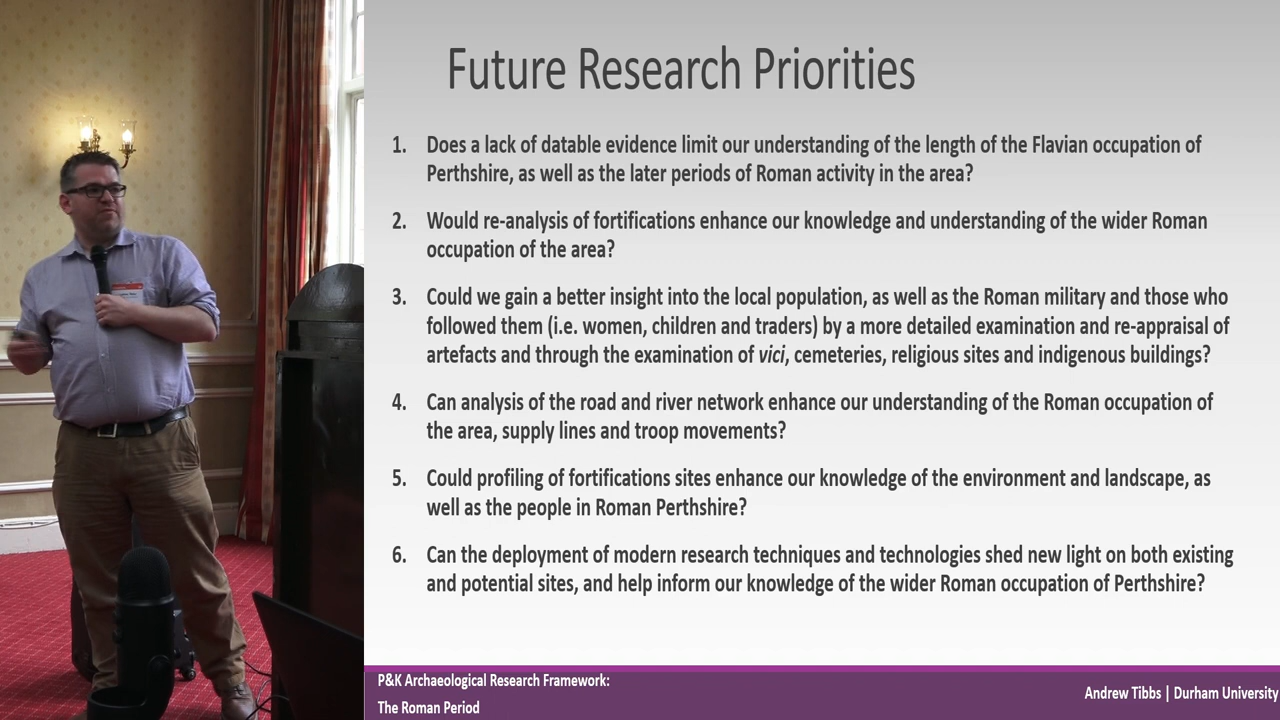 Future Research Priorities
1. Does a lack of datable evidence limit our understanding of the length of the Flavian occupation of
Perthshire, as well as the later periods of Roman activity in the area?
2. Would re-analysis of fortifications enhance our knowledge and understanding of the wider Roman
occupation of the area?
3. Could we gain a better insight into the local population, as well as the Roman military and those who
followed them (i.e. women, children and traders) by a more detailed examination and re-appraisal of
artefacts and through the examination of vici, cemeteries, religious sites and indigenous buildings?
4. Can analysis of the road and river network enhance our understanding of the Roman occupation of
the area, supply lines and troop movements?
5. Could profiling of fortifications sites enhance our knowledge of the environment and landscape, as
well as the people in Roman Perthshire?
6. Can the deployment of modern research techniques and technologies shed new light on both existing
and potential sites, and help inform our knowledge of the wider Roman occupation of Perthshire?
P&K Archaeological Research Framework:
The Roman Period
Andrew Tibbs | Durham University